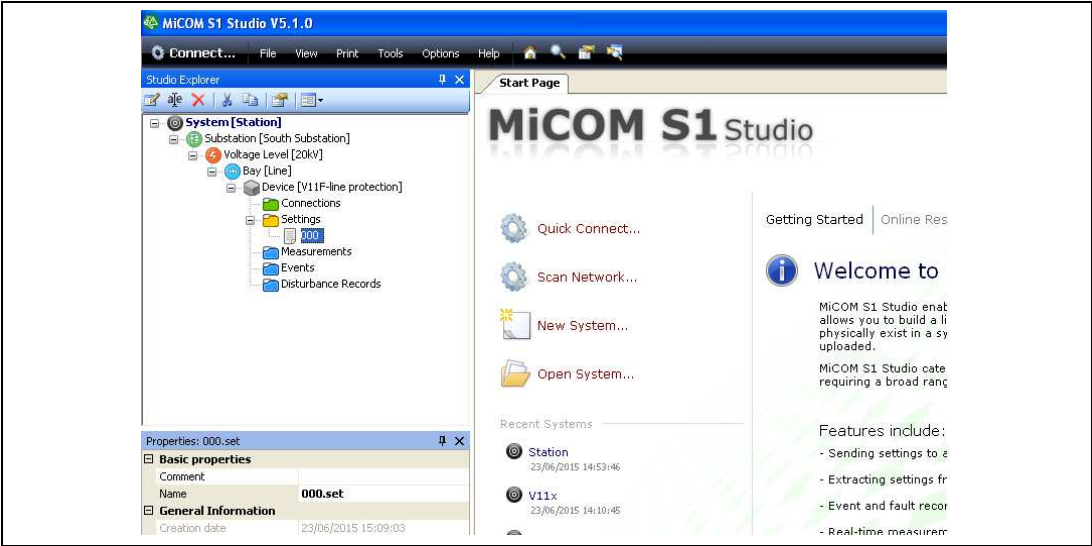 MiCOM S1 Studio V5.1.0
Connect... File View Print Tools Options Help
Studio Explorer
System [Station]
Substation [South Substation]
Voltage Level [20kV]
Bay [Line]
Device [V11F-line protection]
Connections
Settings
000
Measurements
Events
Disturbance Records
Properties: 000.set
Basic properties
Comment
Name 000.set
General Information
Creation date 23/06/2015 15:09:03
Start Page
MiCOM S1 Studio
Quick Connect...
Scan Network...
New System...
Open System...
Recent Systems
Station
23/06/2015 14:53:46
V11x
23/06/2015 14:10:45
Getting Started Online Res
Welcome to
MiCOM S1 Studio enab
allows you to build a li
physically exist in a sy
uploaded.
MiCOM S1 Studio cate
requiring a broad rang
Features include:
- Sending settings to a
- Extracting settings fr
- Event and fault recor
- Real-time measurem